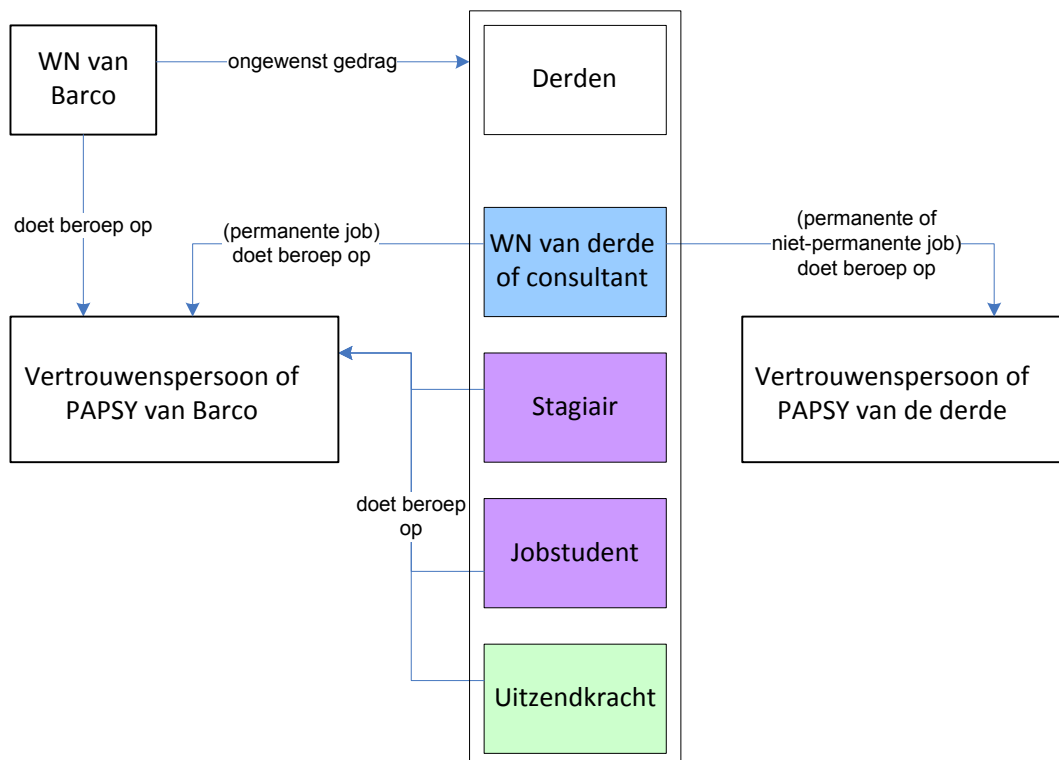 WN van
Barco
ongewenst gedrag
Derden
doet beroep op
(permanente job)
doet beroep op
WN van derde
of consultant
(permanente of
niet-permanente job)
doet beroep op
Vertrouwenspersoon of
PAPSY van Barco
Stagiair
Vertrouwenspersoon of
PAPSY van de derde
doet beroep
op
Jobstudent
Uitzendkracht